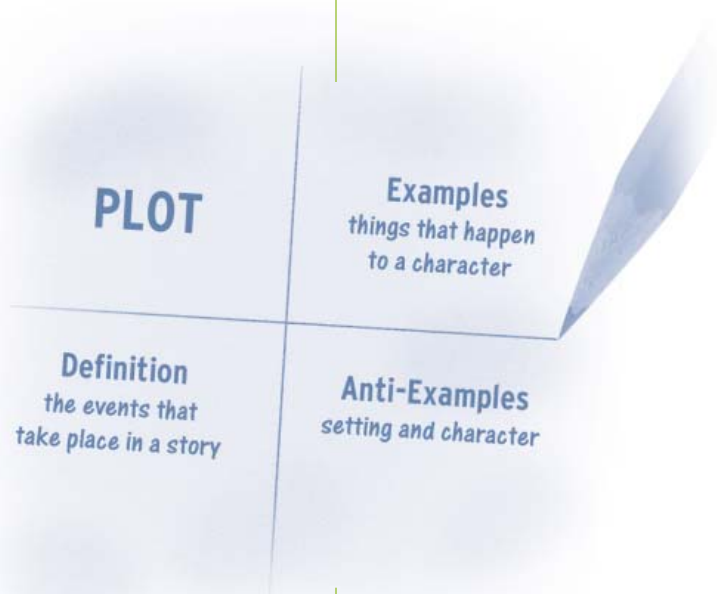 PLOT
Examples
things that happen
to a character
Definition
the events that
take place in a story
Anti-Examples
setting and character